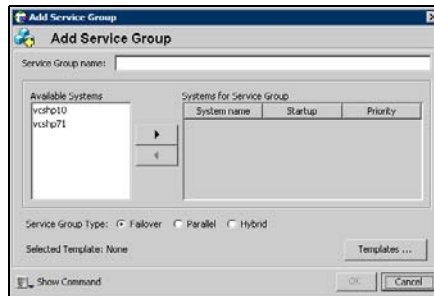 Add Service Group
Add Service Group
Service Group name:
Available Systems
vcshp10
vcshp71
Systems for Service Group
System name Startup Priority
Service Group Type: Failover Parallel Hybrid
Selected Template: None
Templates ...
Show Command
OK Cancel